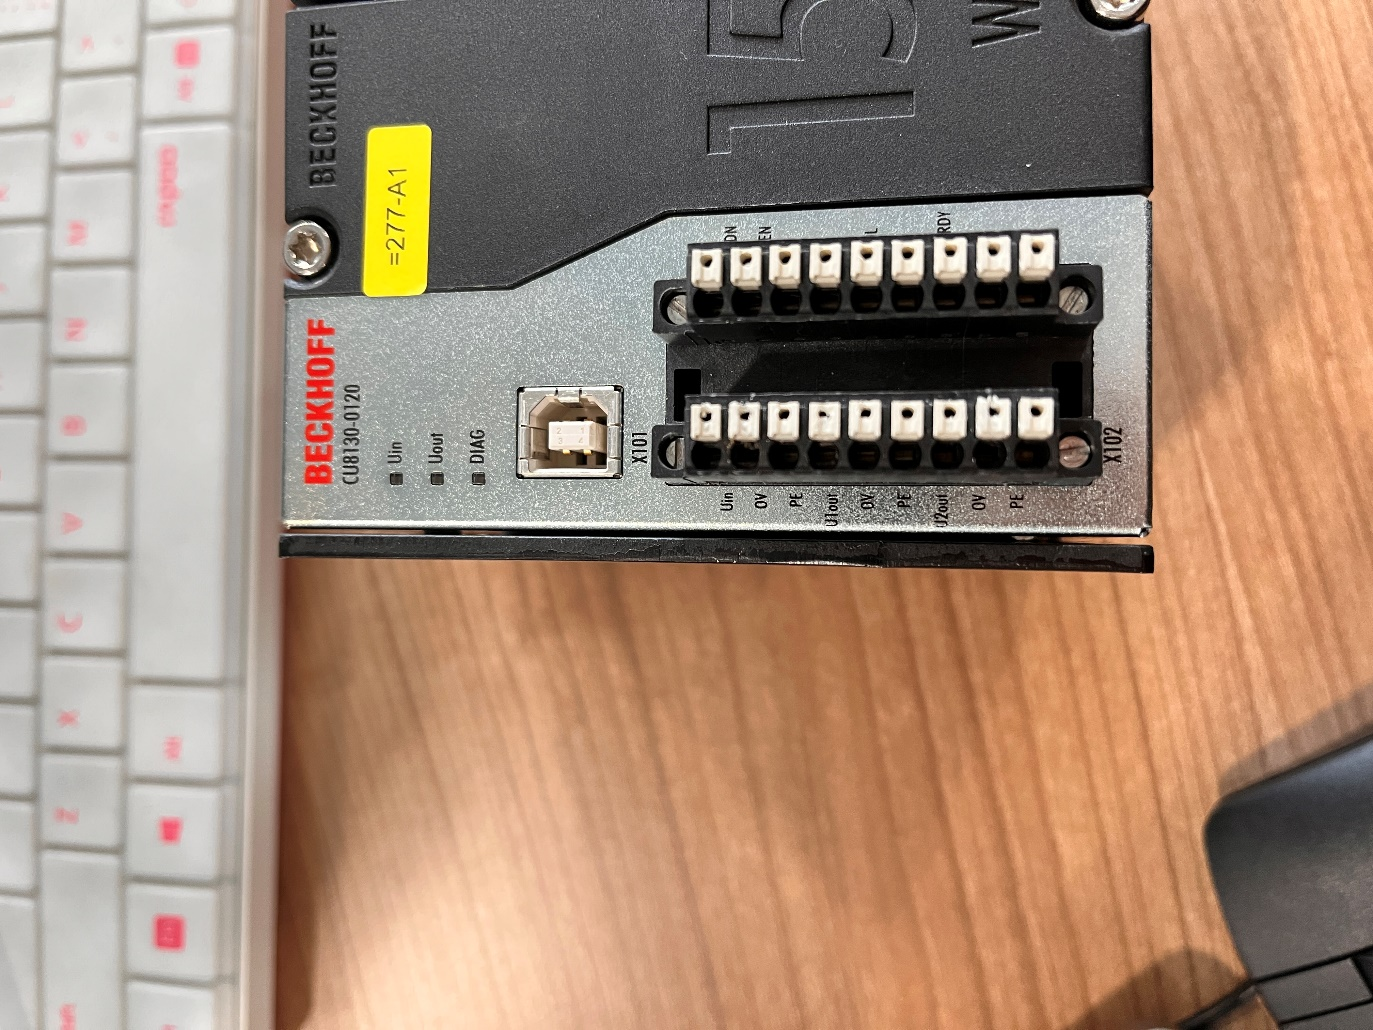 BECKHOFF
15
W
=277-A1
BECKHOFF
CU8130-0120
Uin
Uout
DIAG
X101
EN
RDY
Uin
0V
PE
U1out
0V
PE
U2out
0V
PE
X102
N
B
V
C
X
Z